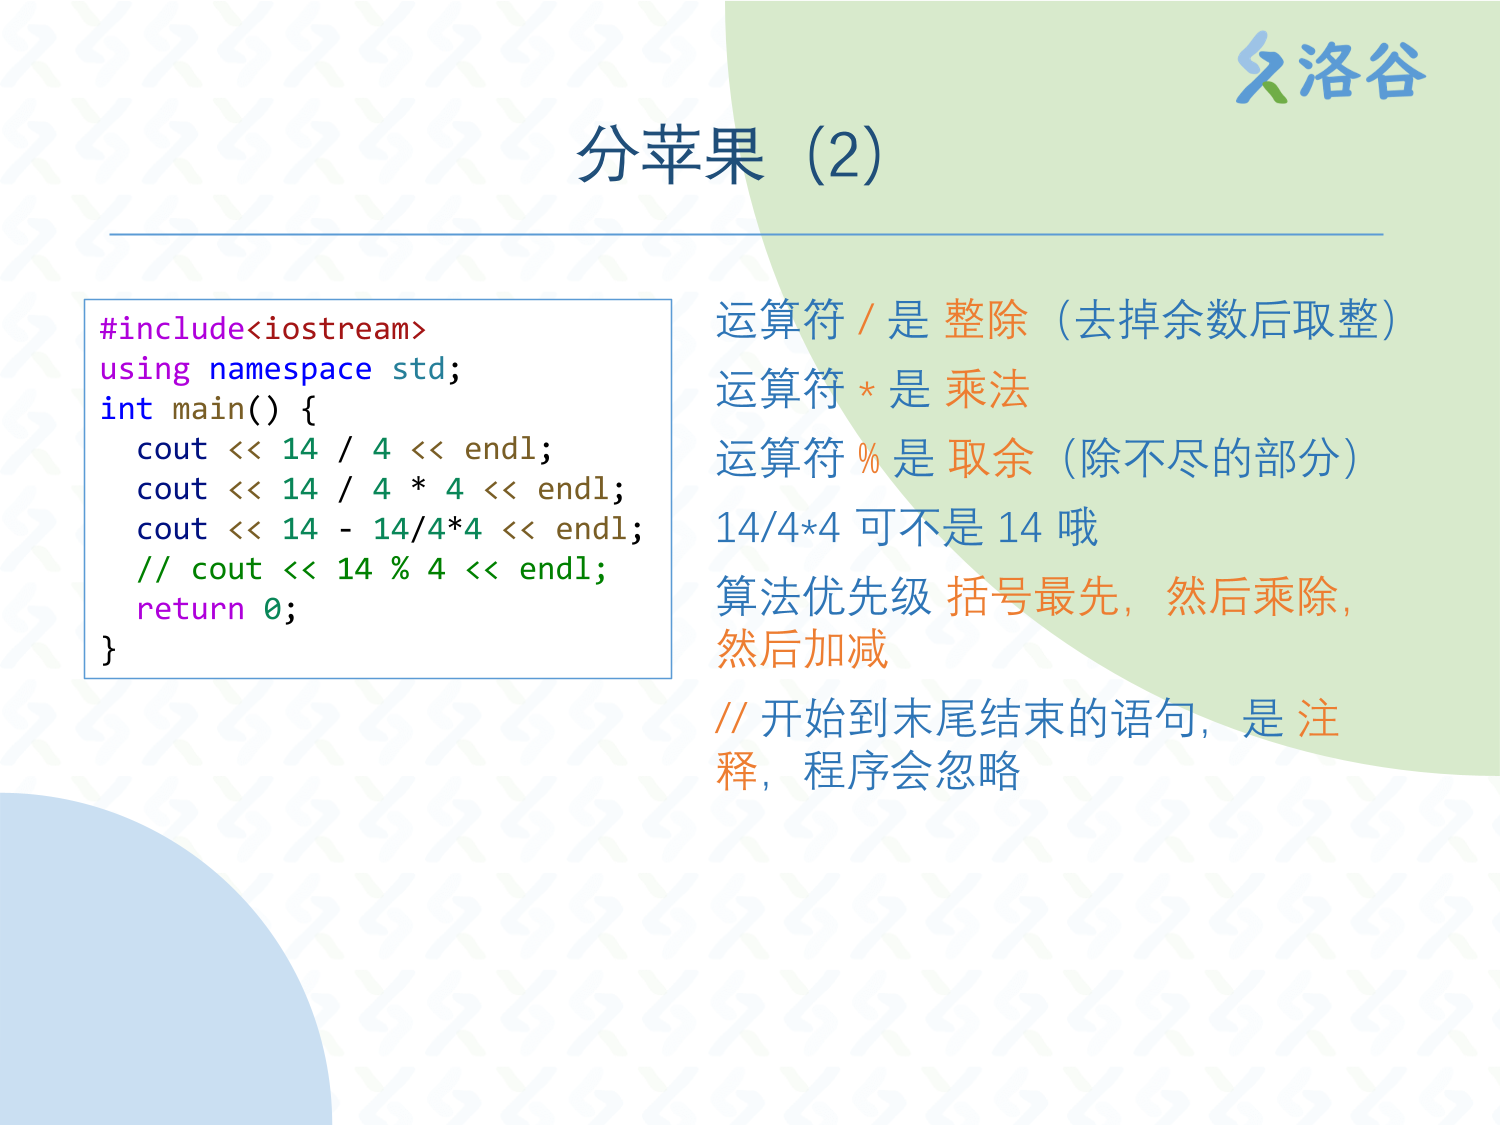 洛谷
分苹果（2）
#include<iostream>
using namespace std;
int main() {
  cout << 14 / 4 << endl;
  cout << 14 / 4 * 4 << endl;
  cout << 14 - 14/4*4 << endl;
  // cout << 14 % 4 << endl;
  return 0;
}
运算符 / 是 整除（去掉余数后取整）
运算符 * 是 乘法
运算符 % 是 取余（除不尽的部分）
14/4*4 可不是 14 哦
算法优先级 括号最先，然后乘除，
然后加减
// 开始到末尾结束的语句，是 注
释，程序会忽略